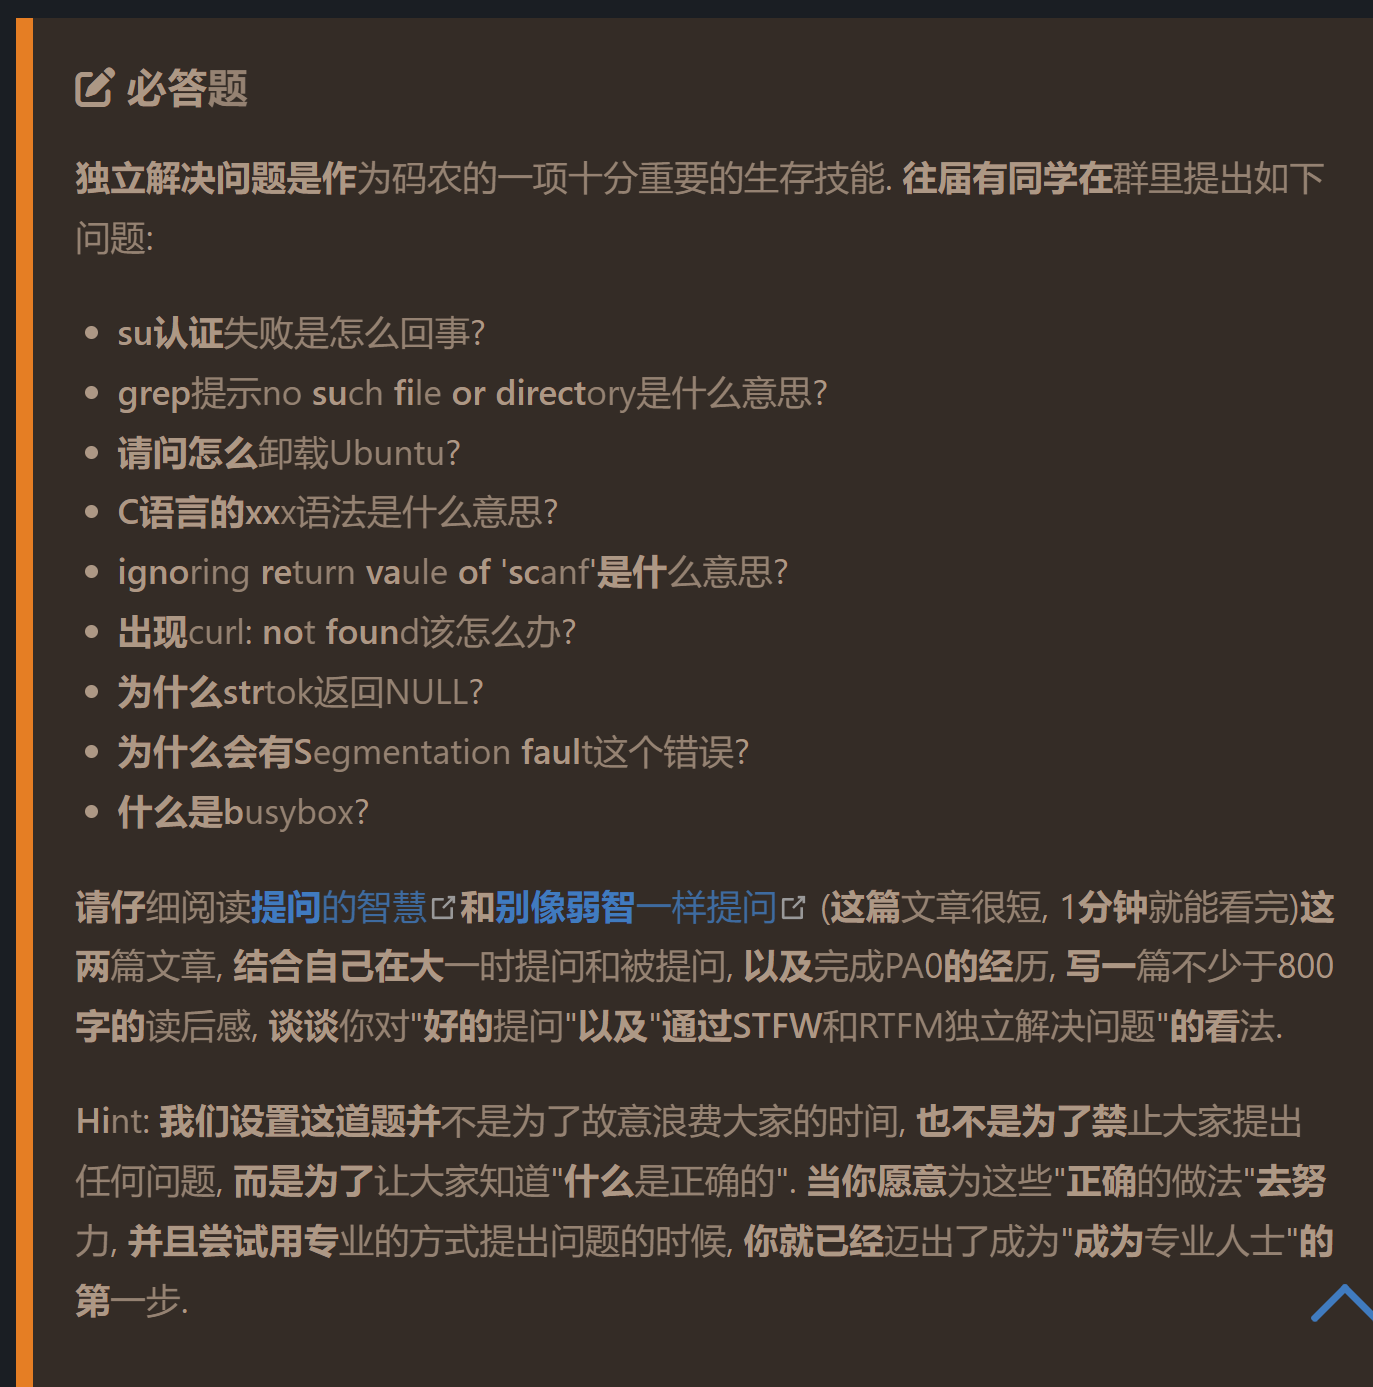 必答题
独立解决问题是作为码农的一项十分重要的生存技能. 往届有同学在群里提出如下
问题:
su认证失败是怎么回事?
grep提示no such file or directory是什么意思?
请问怎么卸载Ubuntu?
C语言的xxx语法是什么意思?
ignoring return vaule of 'scanf'是什么意思?
出现curl: not found该怎么办?
为什么strtok返回NULL?
为什么会有Segmentation fault这个错误?
什么是busybox?
请仔细阅读提问的智慧和别像弱智一样提问 (这篇文章很短, 1分钟就能看完)这
两篇文章, 结合自己在大一时提问和被提问, 以及完成PA0的经历, 写一篇不少于800
字的读后感, 谈谈你对"好的提问"以及"通过STFW和RTFM独立解决问题"的看法.
Hint: 我们设置这道题并不是为了故意浪费大家的时间, 也不是为了禁止大家提出
任何问题, 而是为了让大家知道"什么是正确的". 当你愿意为这些"正确的做法"去努
力, 并且尝试用专业的方式提出问题的时候, 你就已经迈出了成为"成为专业人士"的
第一步.